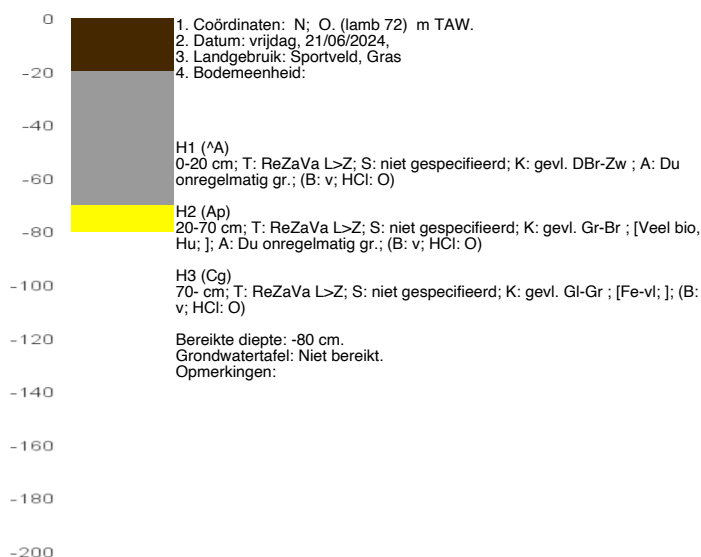 0
-20
-40
-60
-80
-100
-120
-140
-160
-180
-200
1. Coördinaten:  N;  O. (lamb 72)  m TAW.
2. Datum: vrijdag, 21/06/2024,
3. Landgebruik: Sportveld, Gras
4. Bodemeenheid:
H1 (^A)
0-20 cm; T: ReZaVa L>Z; S: niet gespecifieerd; K: gevl. DBr-Zw ; A: Du
onregelmatig gr.; (B: v; HCl: O)
H2 (Ap)
20-70 cm; T: ReZaVa L>Z; S: niet gespecifieerd; K: gevl. Gr-Br ; [Veel bio,
Hu; ]; A: Du onregelmatig gr.; (B: v; HCl: O)
H3 (Cg)
70- cm; T: ReZaVa L>Z; S: niet gespecifieerd; K: gevl. Gl-Gr ; [Fe-vl; ]; (B:
v; HCl: O)
Bereikte diepte: -80 cm.
Grondwatertafel: Niet bereikt.
Opmerkingen: